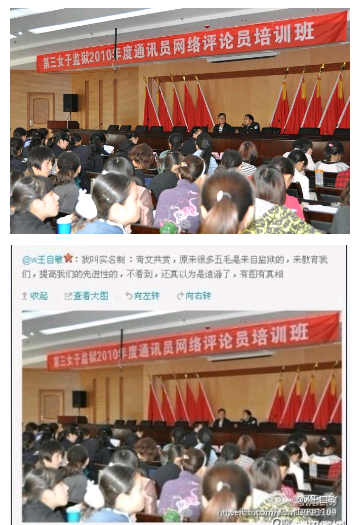 第三女子监狱2010年度通讯员网络评论员培训班
@w王自敏：我叫实名制：奇文共赏，原来很多五毛是来自监狱的，来教育我
们，提高我们的先进性的，不看到，还真以为是造谣了，有图有真相
收起 查看大图 向左转 向右转
第三女子监狱2010年度通讯员网络评论员培训班